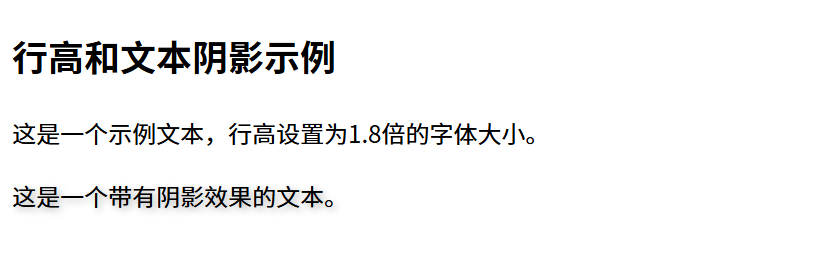 行高和文本阴影示例
这是一个示例文本，行高设置为1.8倍的字体大小。
这是一个带有阴影效果的文本。